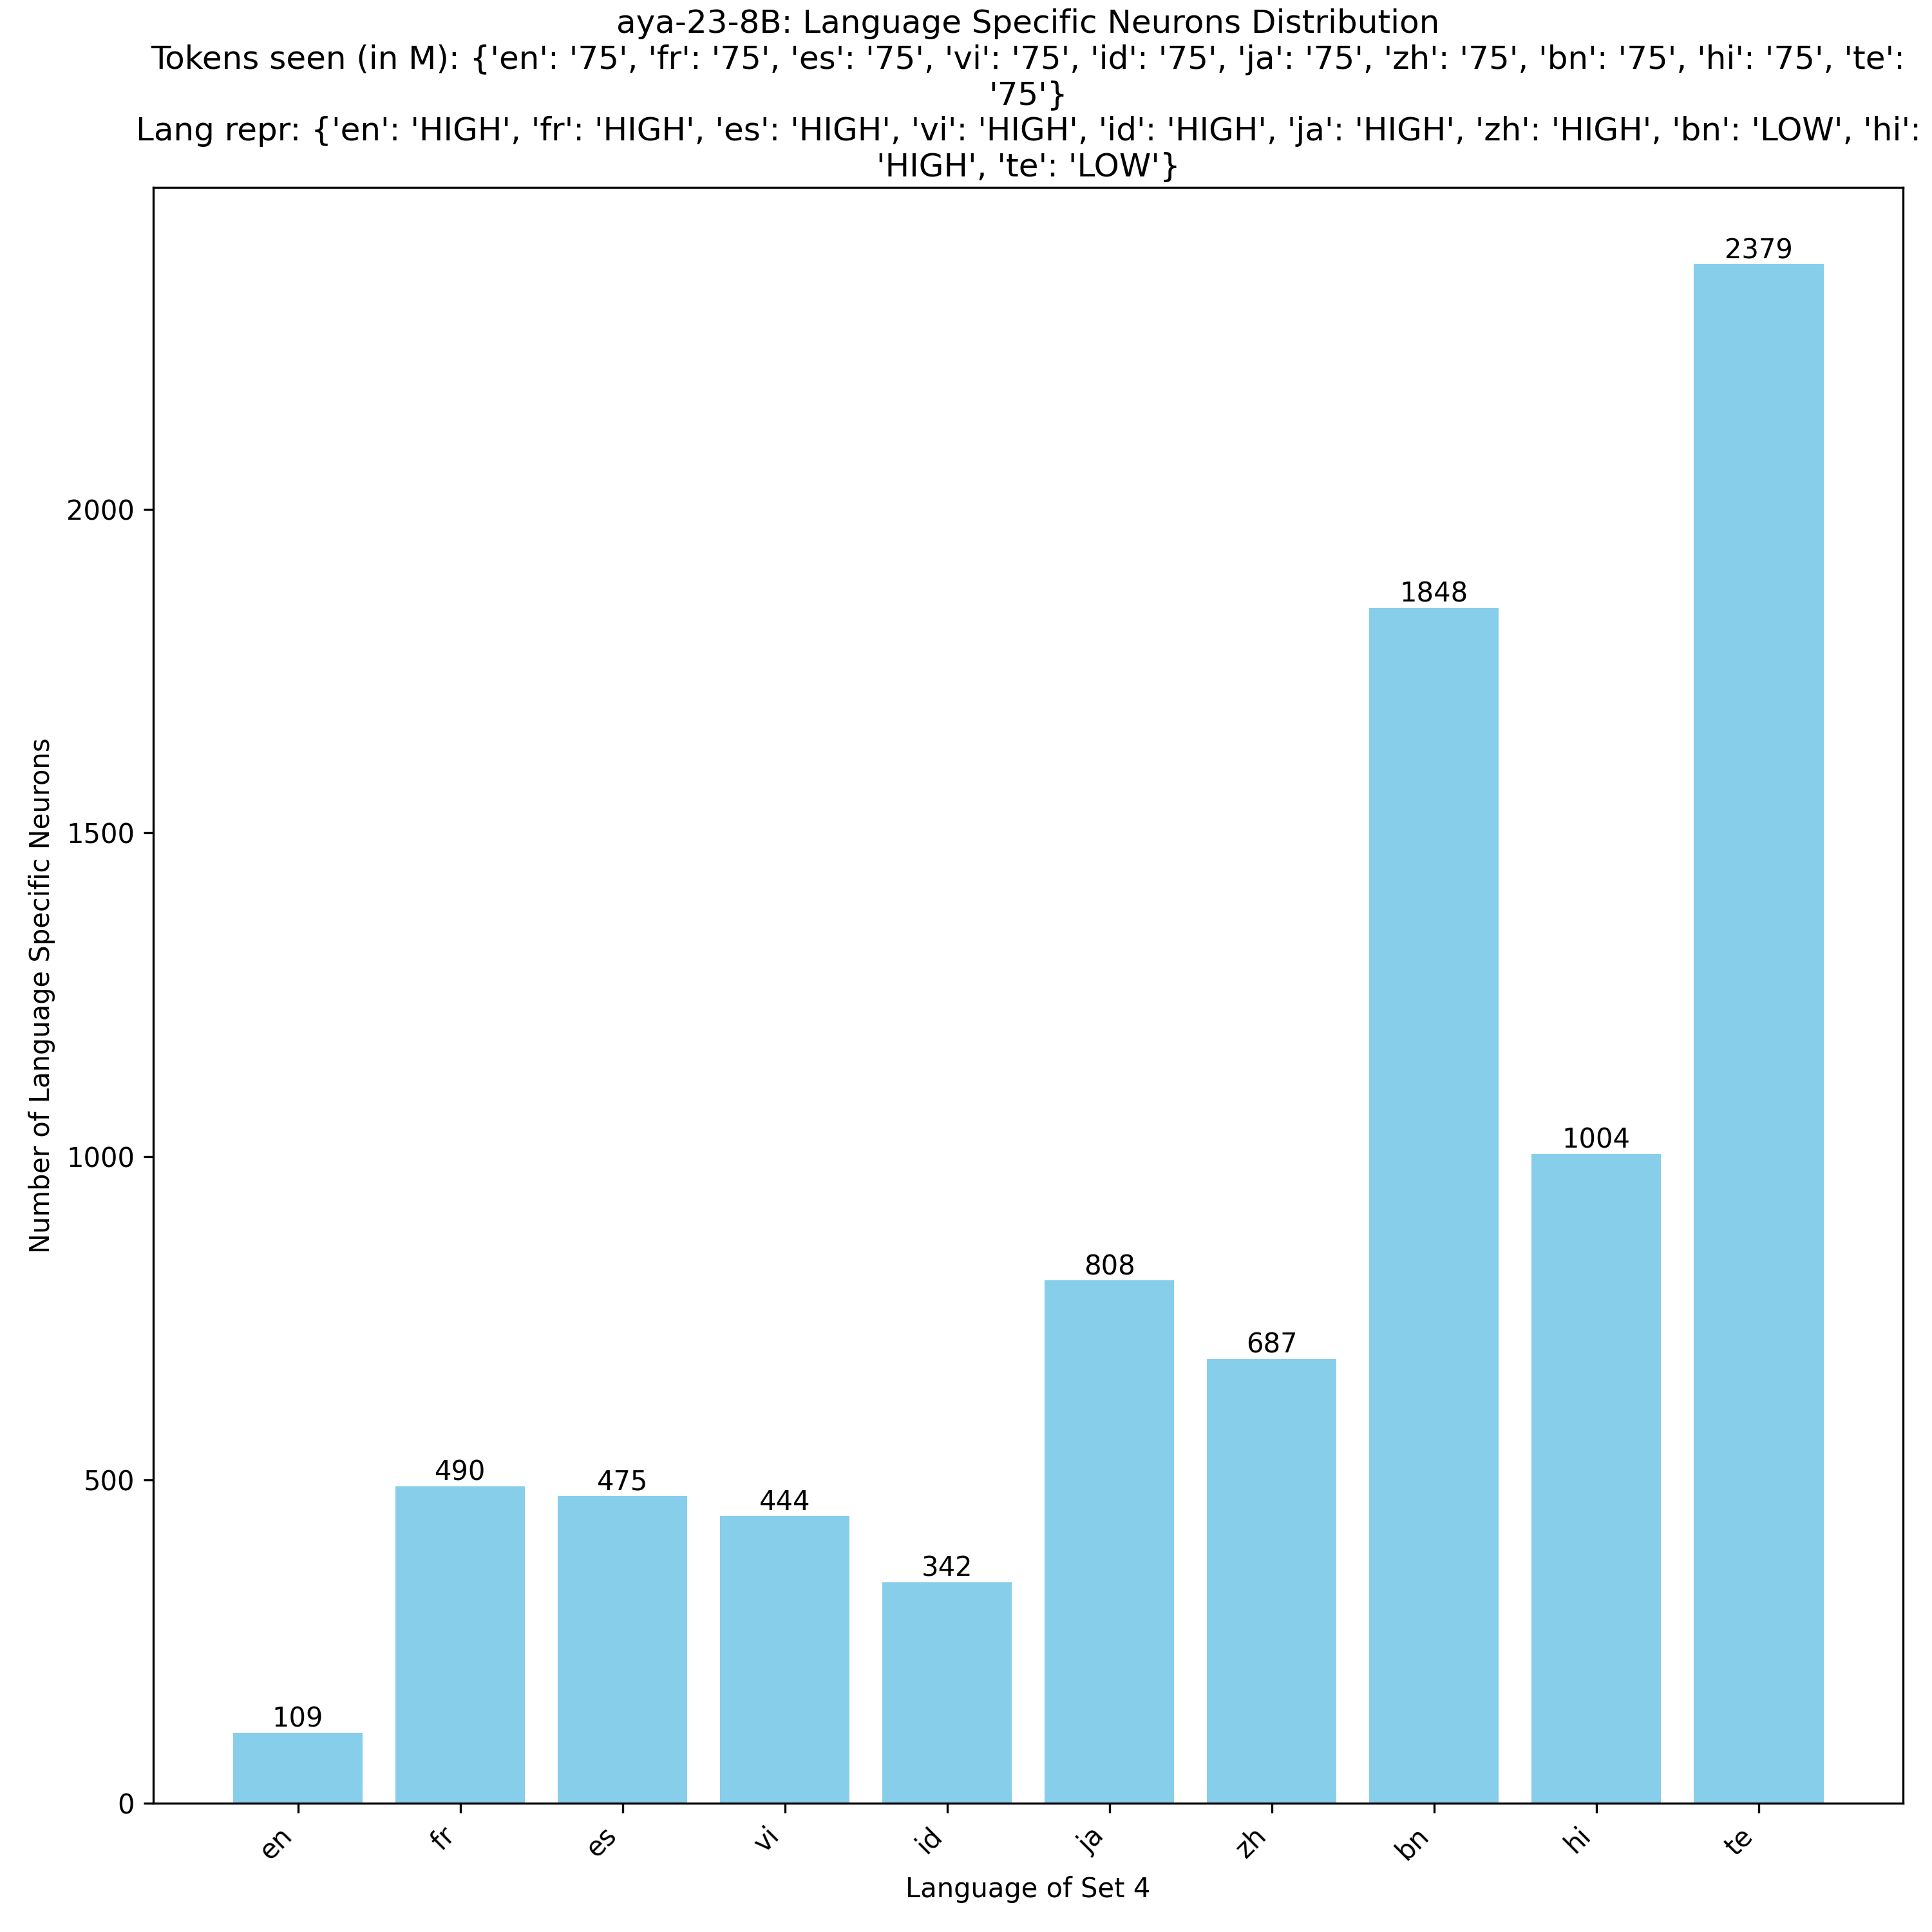 aya-23-8B: Language Specific Neurons Distribution
Tokens seen (in M): {'en': '75', 'fr': '75', 'es': '75', 'vi': '75', 'id': '75', 'ja': '75', 'zh': '75', 'bn': '75', 'hi': '75', 'te':
'75'}
Lang repr: {'en': 'HIGH', 'fr': 'HIGH', 'es': 'HIGH', 'vi': 'HIGH', 'id': 'HIGH', 'ja': 'HIGH', 'zh': 'HIGH', 'bn': 'LOW', 'hi':
'HIGH', 'te': 'LOW'}
Number of Language Specific Neurons
2000
1500
1000
500
0
109
490
475
444
342
808
687
1848
1004
2379
en
fr
es
vi
id
ja
zh
bn
hi
te
Language of Set 4